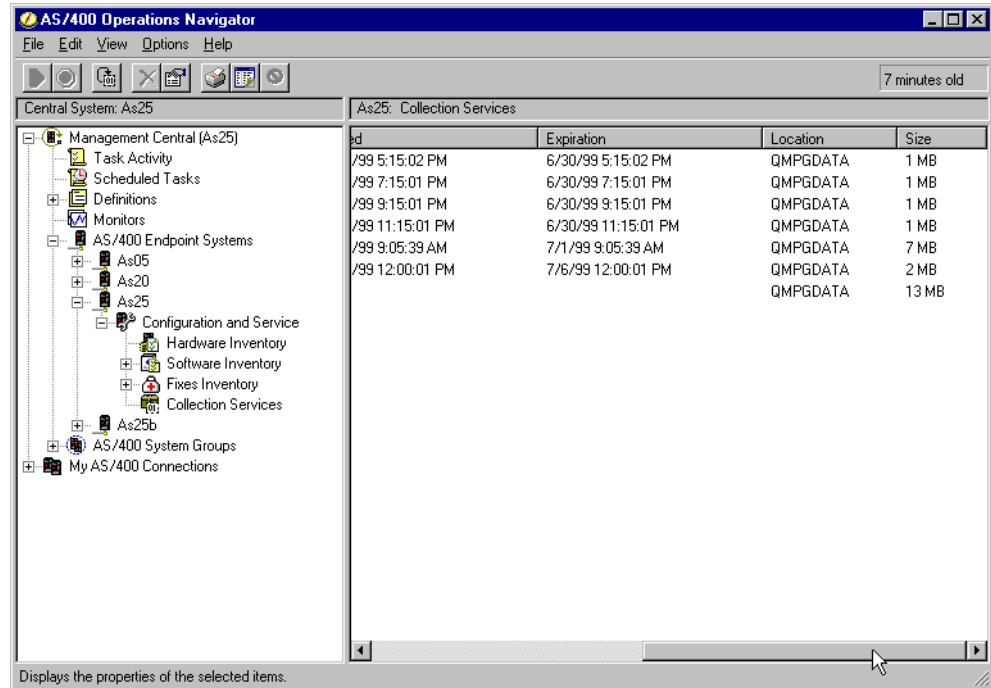 AS/400 Operations Navigator
File Edit View Options Help
7 minutes old
Central System: As25
As25: Collection Services
Management Central (As25)
Task Activity
Scheduled Tasks
Definitions
Monitors
AS/400 Endpoint Systems
As05
As20
As25
Configuration and Service
Hardware Inventory
Software Inventory
Fixes Inventory
Collection Services
As25b
AS/400 System Groups
My AS/400 Connections
ed Expiration Location Size
/99 5:15:02 PM 6/30/99 5:15:02 PM QMPGDATA 1 MB
/99 7:15:01 PM 6/30/99 7:15:01 PM QMPGDATA 1 MB
/99 9:15:01 PM 6/30/99 9:15:01 PM QMPGDATA 1 MB
/99 11:15:01 PM 6/30/99 11:15:01 PM QMPGDATA 1 MB
/99 9:05:39 AM 7/1/99 9:05:39 AM QMPGDATA 7 MB
/99 12:00:01 PM 7/6/99 12:00:01 PM QMPGDATA 2 MB
QMPGDATA 13 MB
Displays the properties of the selected items.